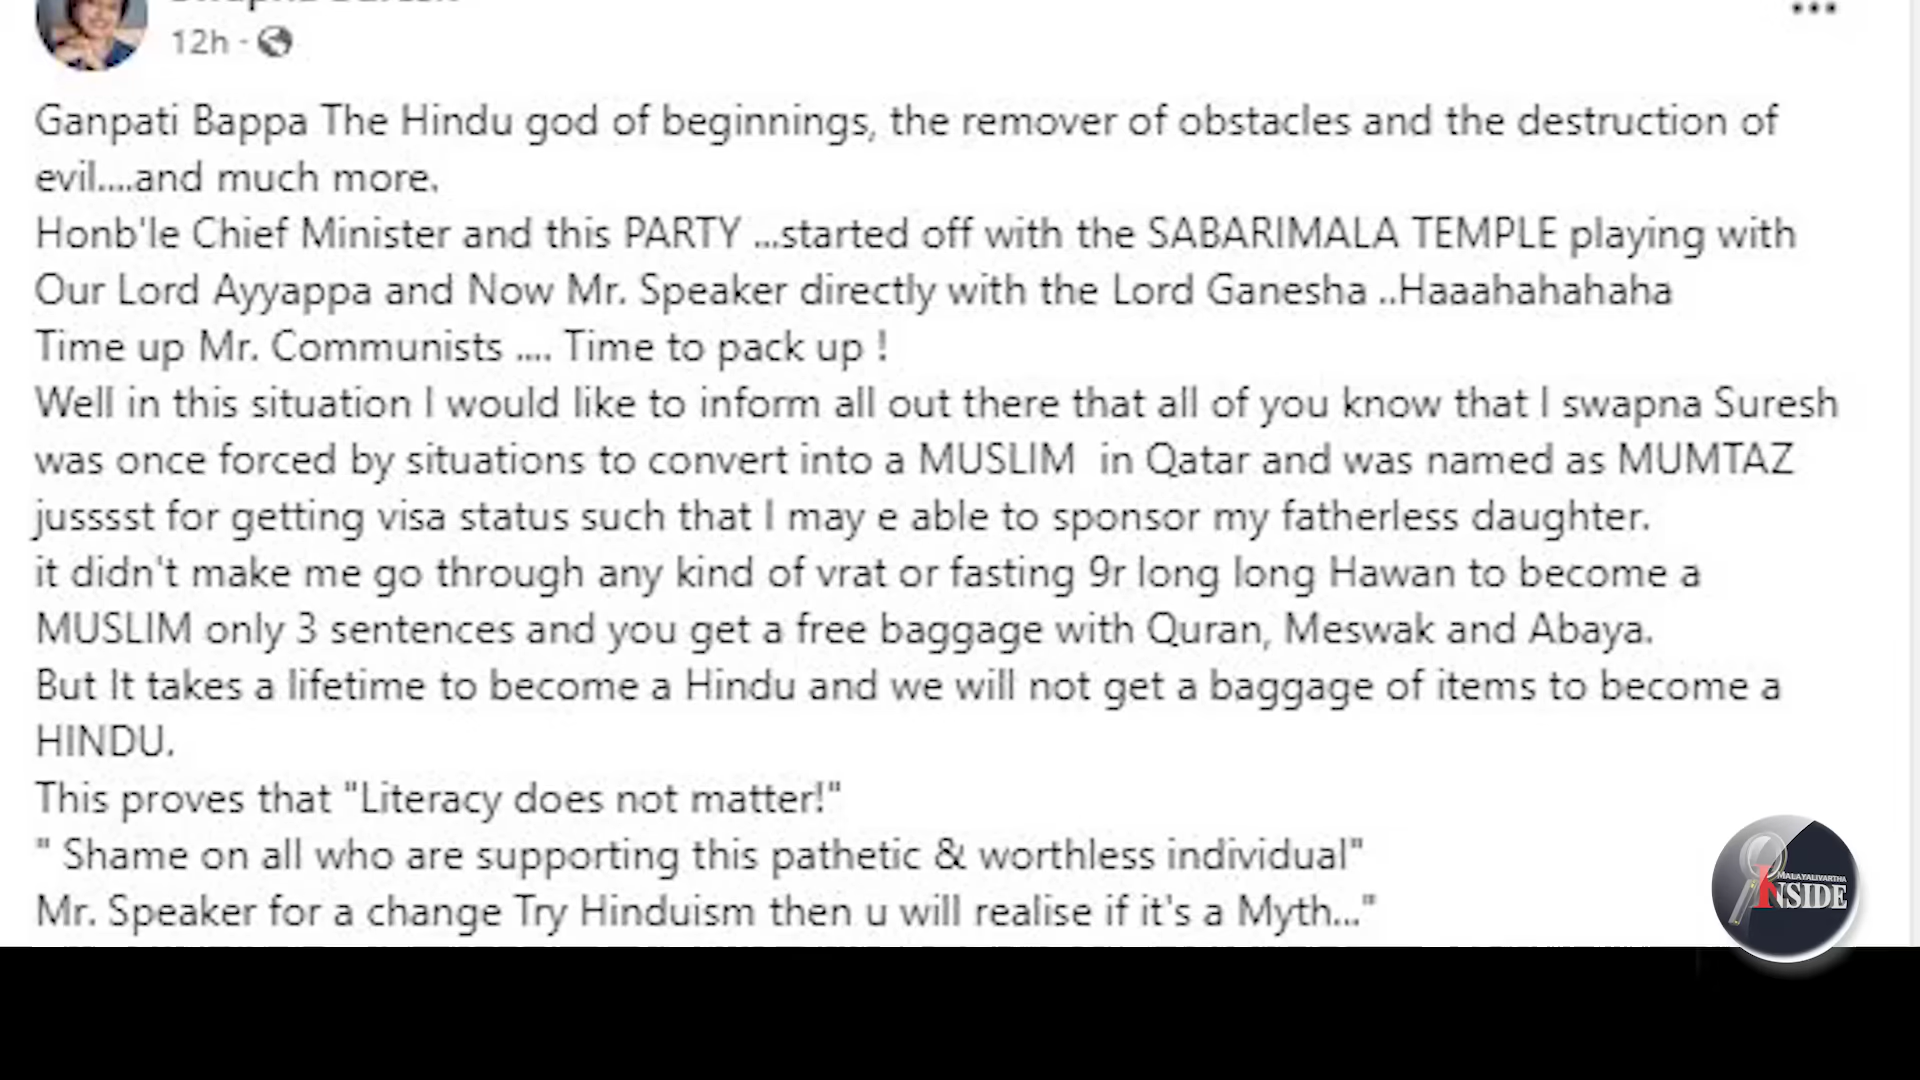 12h ·
Ganpati Bappa The Hindu god of beginnings, the remover of obstacles and the destruction of
evil....and much more.
Honb'le Chief Minister and this PARTY ...started off with the SABARIMALA TEMPLE playing with
Our Lord Ayyappa and Now Mr. Speaker directly with the Lord Ganesha ..Haaahahahaha
Time up Mr. Communists .... Time to pack up !
Well in this situation I would like to inform all out there that all of you know that I swapna Suresh
was once forced by situations to convert into a MUSLIM in Qatar and was named as MUMTAZ
jusssst for getting visa status such that I may e able to sponsor my fatherless daughter.
it didn't make me go through any kind of vrat or fasting 9r long long Hawan to become a
MUSLIM only 3 sentences and you get a free baggage with Quran, Meswak and Abaya.
But It takes a lifetime to become a Hindu and we will not get a baggage of items to become a
HINDU.
This proves that "Literacy does not matter!"
" Shame on all who are supporting this pathetic & worthless individual"
Mr. Speaker for a change Try Hinduism then u will realise if it's a Myth..."
MALAYALIVARTHA
INSIDE